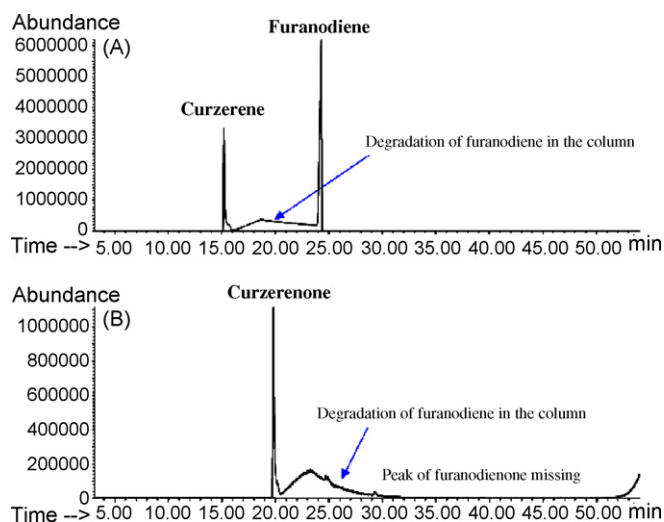 Abundance
(A)
Furanodiene
6000000
5000000
4000000
Curzerene
3000000
Degradation of furanodiene in the column
2000000
1000000
0
Time --> 5.00 10.00 15.00 20.00 25.00 30.00 35.00 40.00 45.00 50.00 min
Abundance
(B)
Curzerenone
1000000
800000
600000
Degradation of furanodiene in the column
400000
200000
Peak of furanodienone missing
0
Time --> 5.00 10.00 15.00 20.00 25.00 30.00 35.00 40.00 45.00 50.00 min